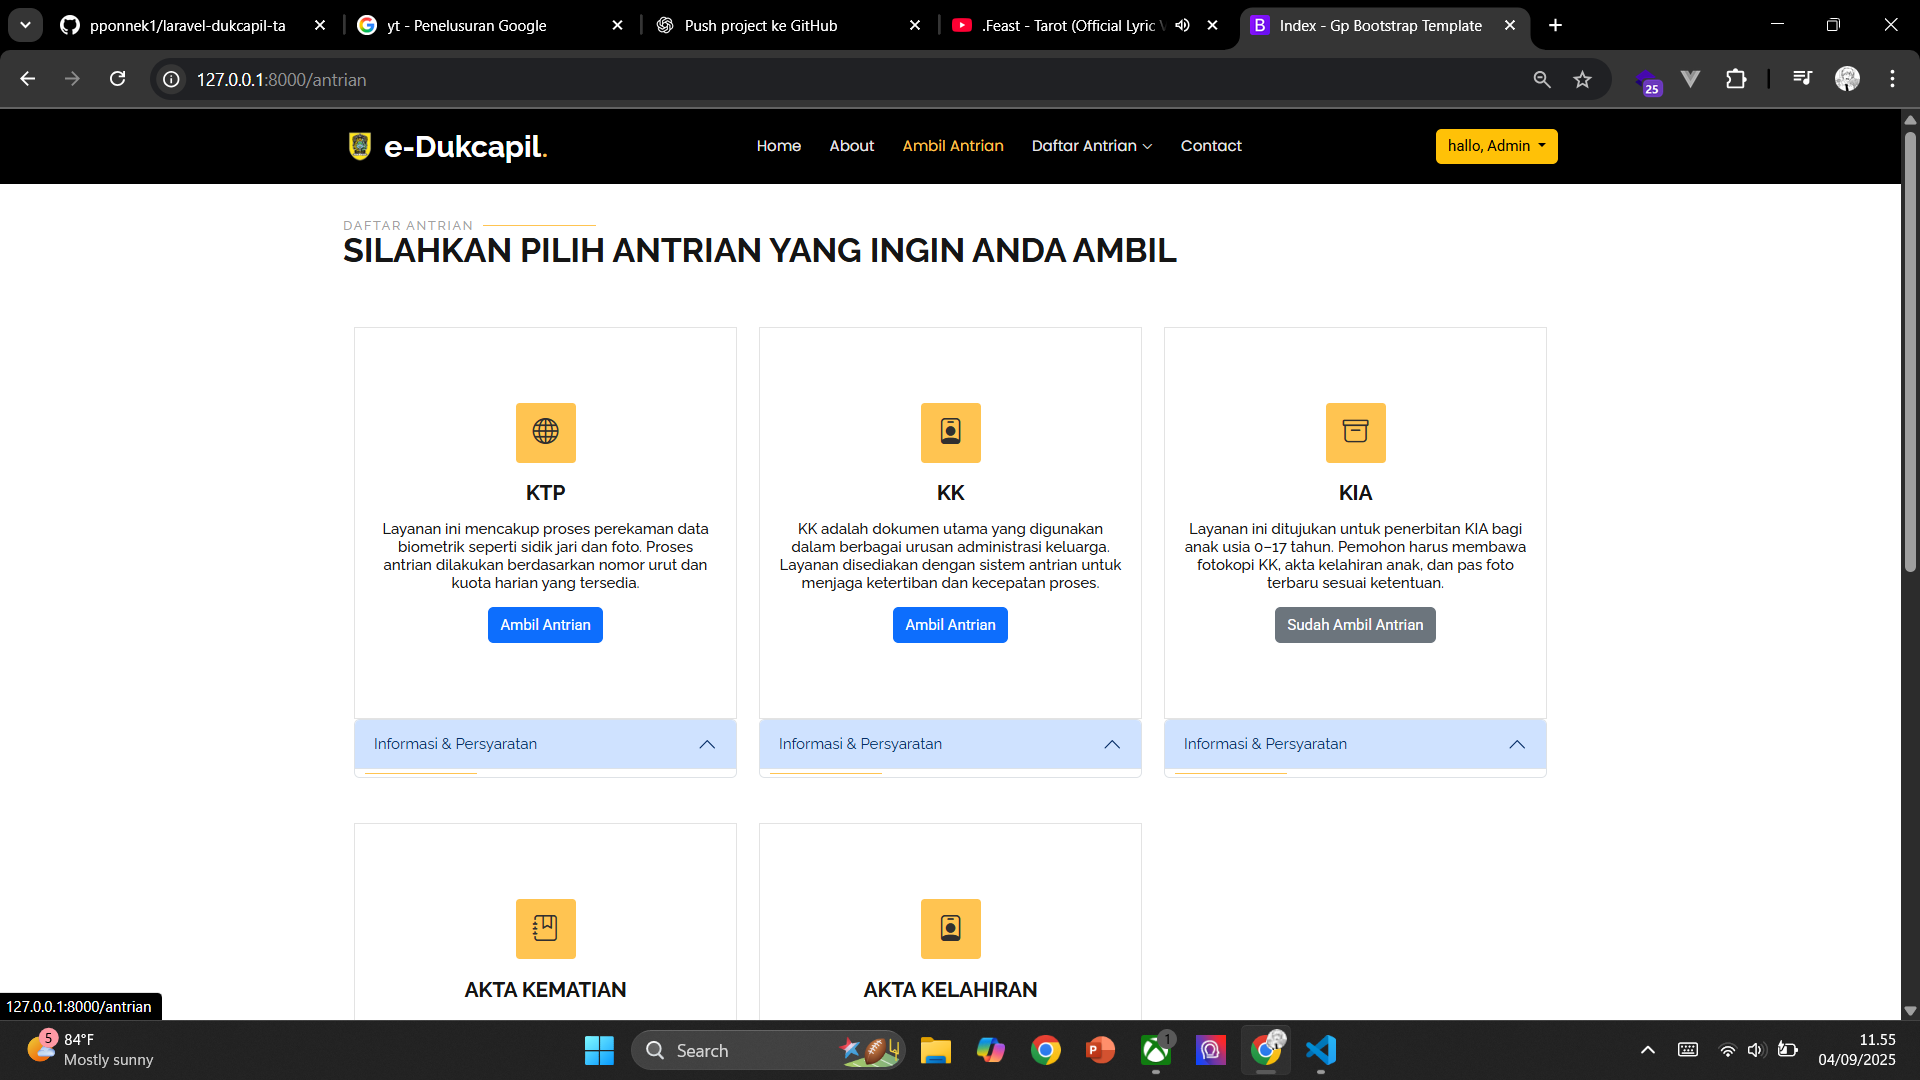 pponnek1/laravel-dukcapil-ta
yt - Penelusuran Google
Push project ke GitHub
.Feast - Tarot (Official Lyric
Index - Gp Bootstrap Template
127.0.0.1:8000/antrian
25
e-Dukcapil.
Home
About
Ambil Antrian
Daftar Antrian
Contact
hallo, Admin
DAFTAR ANTRIAN
SILAHKAN PILIH ANTRIAN YANG INGIN ANDA AMBIL
KTP
Layanan ini mencakup proses perekaman data
biometrik seperti sidik jari dan foto. Proses
antrian dilakukan berdasarkan nomor urut dan
kuota harian yang tersedia.
Ambil Antrian
Informasi & Persyaratan
KK
KK adalah dokumen utama yang digunakan
dalam berbagai urusan administrasi keluarga.
Layanan disediakan dengan sistem antrian untuk
menjaga ketertiban dan kecepatan proses.
Ambil Antrian
Informasi & Persyaratan
KIA
Layanan ini ditujukan untuk penerbitan KIA bagi
anak usia 0–17 tahun. Pemohon harus membawa
fotokopi KK, akta kelahiran anak, dan pas foto
terbaru sesuai ketentuan.
Sudah Ambil Antrian
Informasi & Persyaratan
AKTA KEMATIAN
AKTA KELAHIRAN
127.0.0.1:8000/antrian
5
84°F
Mostly sunny
Search
1
11.55
04/09/2025